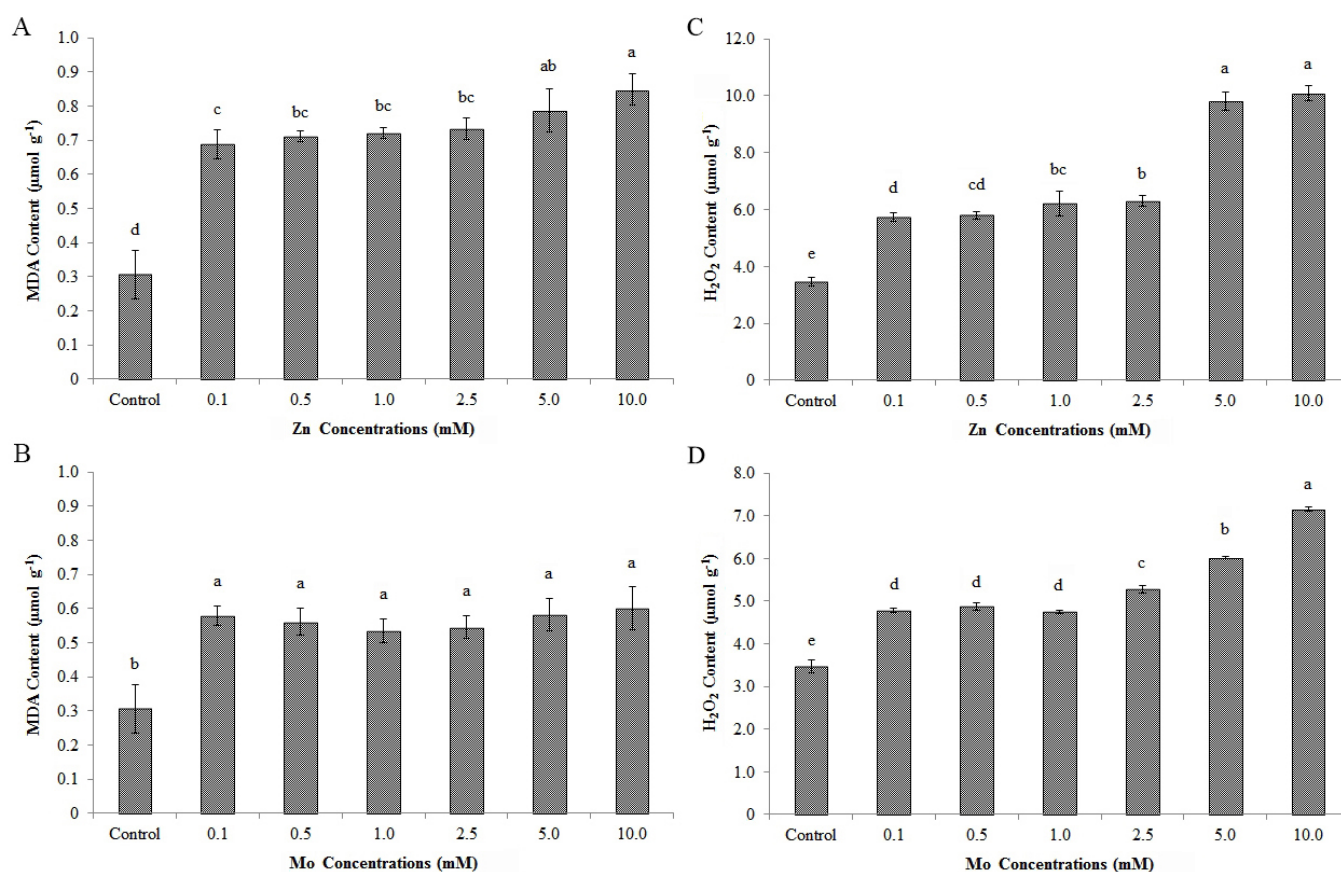 A
MDA Content (µmol g⁻¹)
1.0
0.9
0.8
0.7
0.6
0.5
0.4
0.3
0.2
0.1
0
d
c
bc
bc
bc
ab
a
Control 0.1 0.5 1.0 2.5 5.0 10.0
Zn Concentrations (mM)
C
H₂O₂ Content (µmol g⁻¹)
12.0
10.0
8.0
6.0
4.0
2.0
0
e
d
cd
bc
b
a
a
Control 0.1 0.5 1.0 2.5 5.0 10.0
Zn Concentrations (mM)
B
MDA Content (µmol g⁻¹)
1.0
0.9
0.8
0.7
0.6
0.5
0.4
0.3
0.2
0.1
0
b
a
a
a
a
a
a
Control 0.1 0.5 1.0 2.5 5.0 10.0
Mo Concentrations (mM)
D
H₂O₂ Content (µmol g⁻¹)
8.0
7.0
6.0
5.0
4.0
3.0
2.0
1.0
0
e
d
d
d
c
b
a
Control 0.1 0.5 1.0 2.5 5.0 10.0
Mo Concentrations (mM)